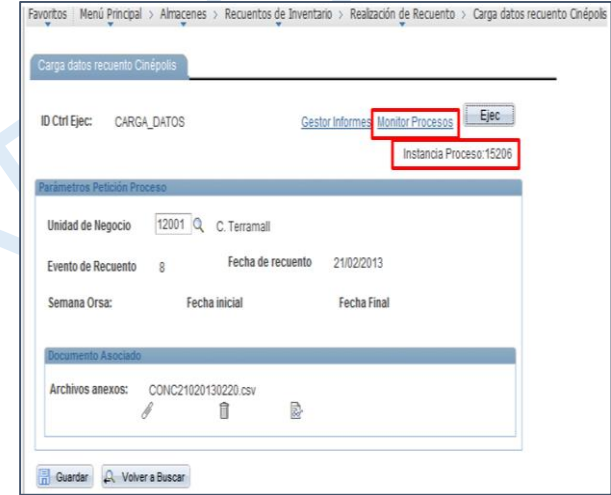 Favoritos Menú Principal > Almacenes > Recuentos de Inventario > Realización de Recuento > Carga datos recuento Cinépolis
Carga datos recuento Cinépolis
ID Ctrl Ejec: CARGA_DATOS Gestor Informes Monitor Procesos Ejec
Instancia Proceso:15206
Parámetros Petición Proceso
Unidad de Negocio 12001 C. Terramall
Evento de Recuento 8 Fecha de recuento 21/02/2013
Semana Orsa: Fecha inicial Fecha Final
Documento Asociado
Archivos anexos: CONC21020130220.csv
Guardar Volver a Buscar